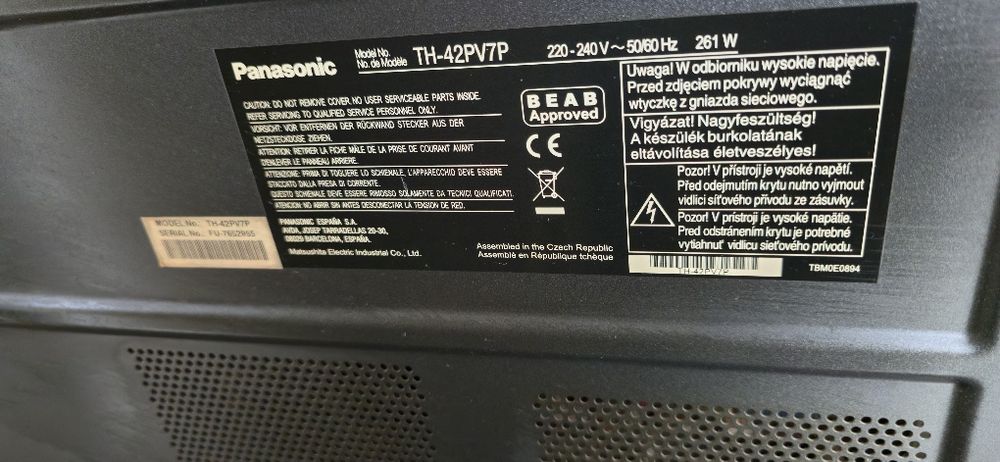 Panasonic
Model No.
No. de Modèle
TH-42PV7P
220-240V~50/60Hz 261 W
CAUTION: DO NOT REMOVE COVER. NO USER SERVICEABLE PARTS INSIDE.
REFER SERVICING TO QUALIFIED SERVICE PERSONNEL ONLY.
VORSICHT: VOR ENTFERNEN DER RÜCKWAND STECKER AUS DER
NETZSTECKDOSE ZIEHEN.
ATTENTION: RETIRER LA FICHE MÂLE DE LA PRISE DE COURANT AVANT
D'ENLEVER LE PANNEAU ARRIERE.
ATTENZIONE: PRIMA DI TOGLIERE LO SCHIENALE, L'APPARECCHIO DEVE ESSERE
STACCATO DALLA PRESA DI CORRENTE.
QUESTO SCHIENALE DEVE ESSERE RIMOSSO SOLAMENTE DA TECNICI QUALIFICATI.
ATENCION: NO ABRIR SIN ANTES DESCONECTAR LA TENSION DE RED.
PANASONIC ESPAÑA S.A.
AVDA, JOSEP TARRADELLAS 20-30,
08029 BARCELONA, ESPAÑA.
Matsushita Electric Industrial Co., Ltd.
BEAB
Approved
CE
Assembled in the Czech Republic
Assemblé en République tchèque
Uwaga! W odbiorniku wysokie napięcie.
Przed zdjęciem pokrywy wyciągnąć
wtyczkę z gniazda sieciowego.
Vigyázat! Nagyfeszültség!
A készülék burkolatának
eltávolítása életveszélyes!
Pozor! V přístroji je vysoké napětí.
Před odejmutím krytu nutno vyjmout
vidlici síťového přívodu ze zásuvky.
Pozor! V prístroji je vysoké napätie.
Pred odstránením krytu je potrebné
vytiahnuť vidlicu sieťového prívodu.
TH-42PV7P
TBM0E0894
MODEL No.: TH-42PV7P
SERIAL No.: FU-7652R55